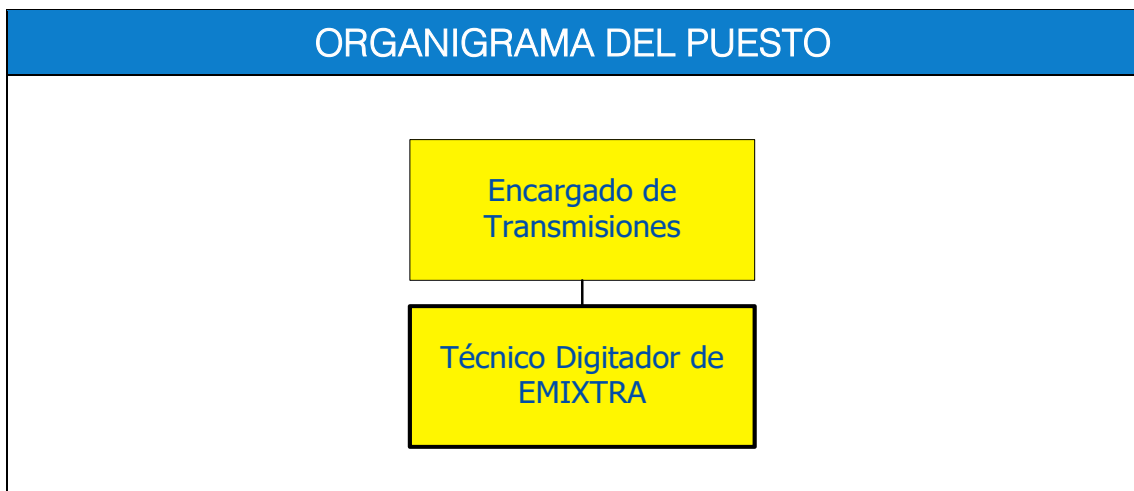 ORGANIGRAMA DEL PUESTO
Encargado de
Transmisiones
Técnico Digitador de
EMIXTRA